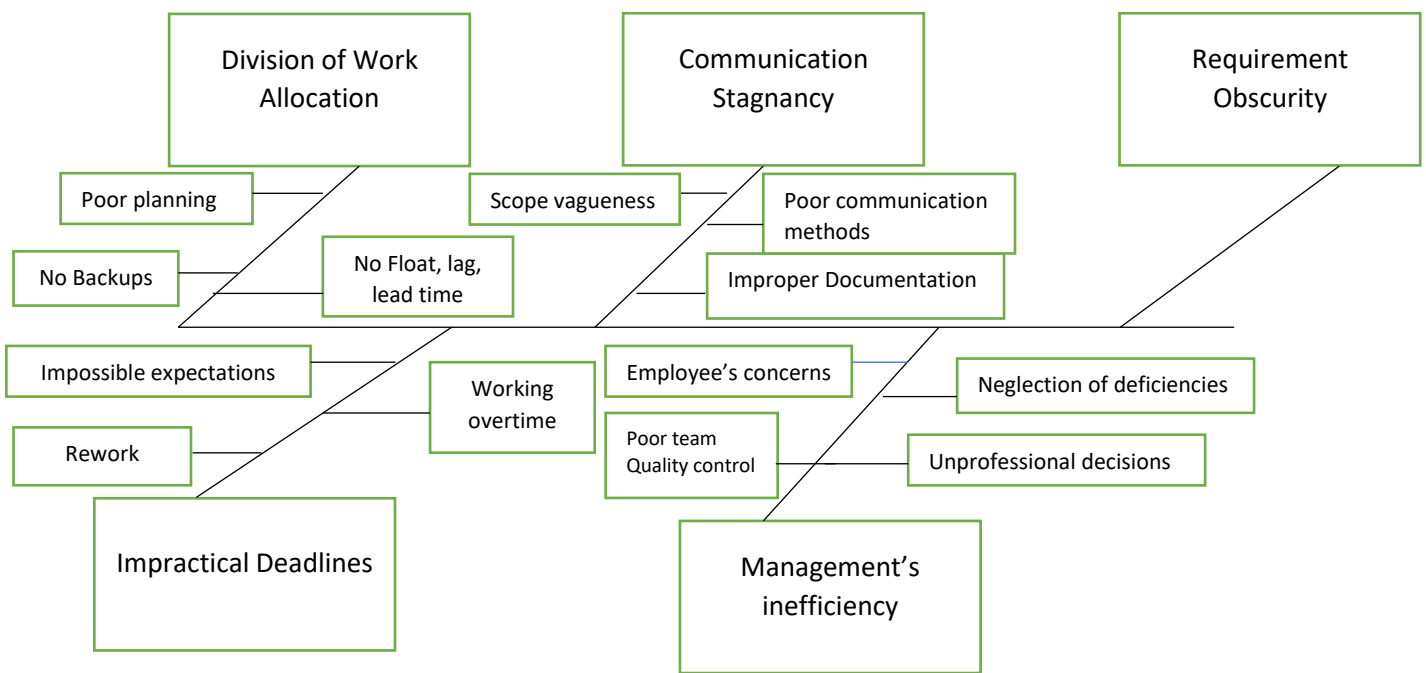 Division of Work
Allocation
Communication
Stagnancy
Requirement
Obscurity
Poor planning
Scope vagueness
Poor communication
methods
No Backups
No Float, lag,
lead time
Improper Documentation
Impossible expectations
Working
overtime
Employee's concerns
Neglection of deficiencies
Rework
Poor team
Quality control
Unprofessional decisions
Impractical Deadlines
Management's
inefficiency